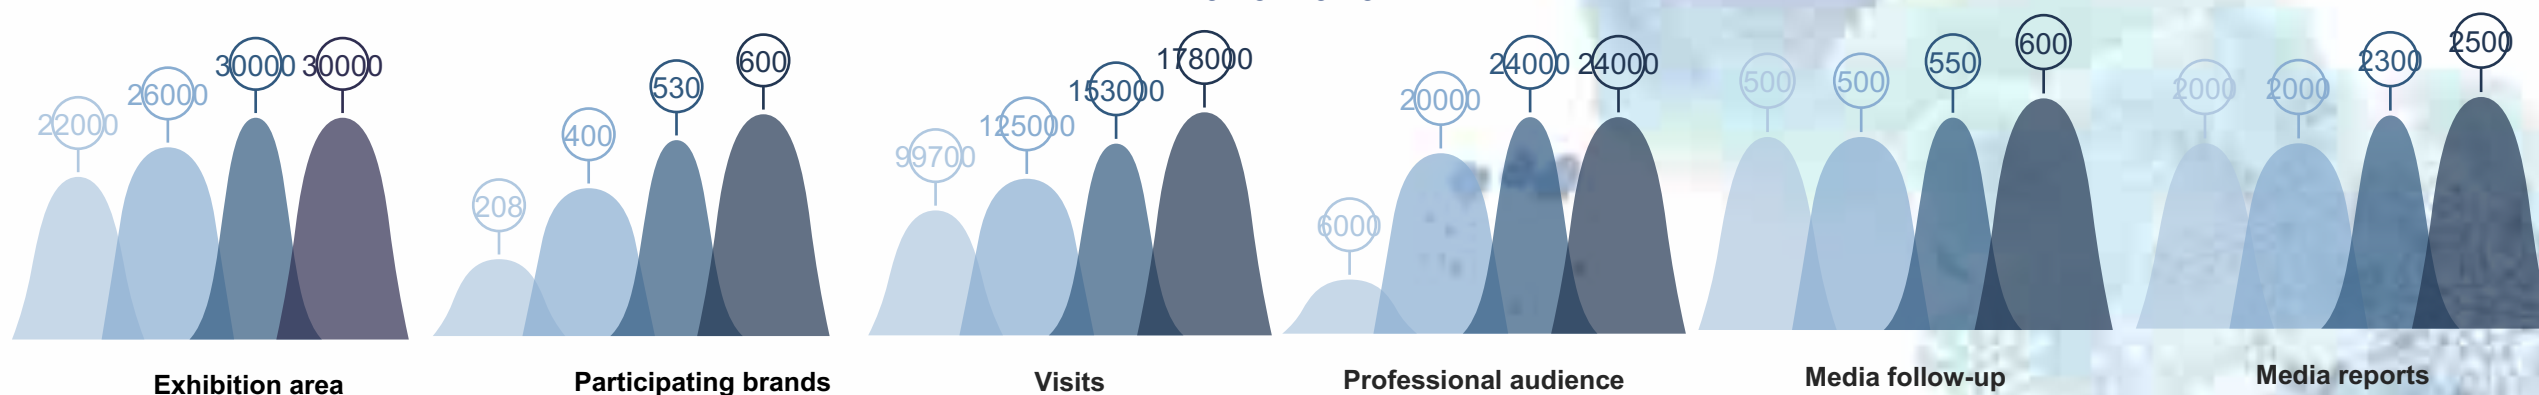 22000 26000 30000 30000
208 400 530 600
99700 125000 153000 178000
6000 20000 24000 24000
500 500 550 600
2000 2000 2300 2500
Exhibition area
Participating brands
Visits
Professional audience
Media follow-up
Media reports